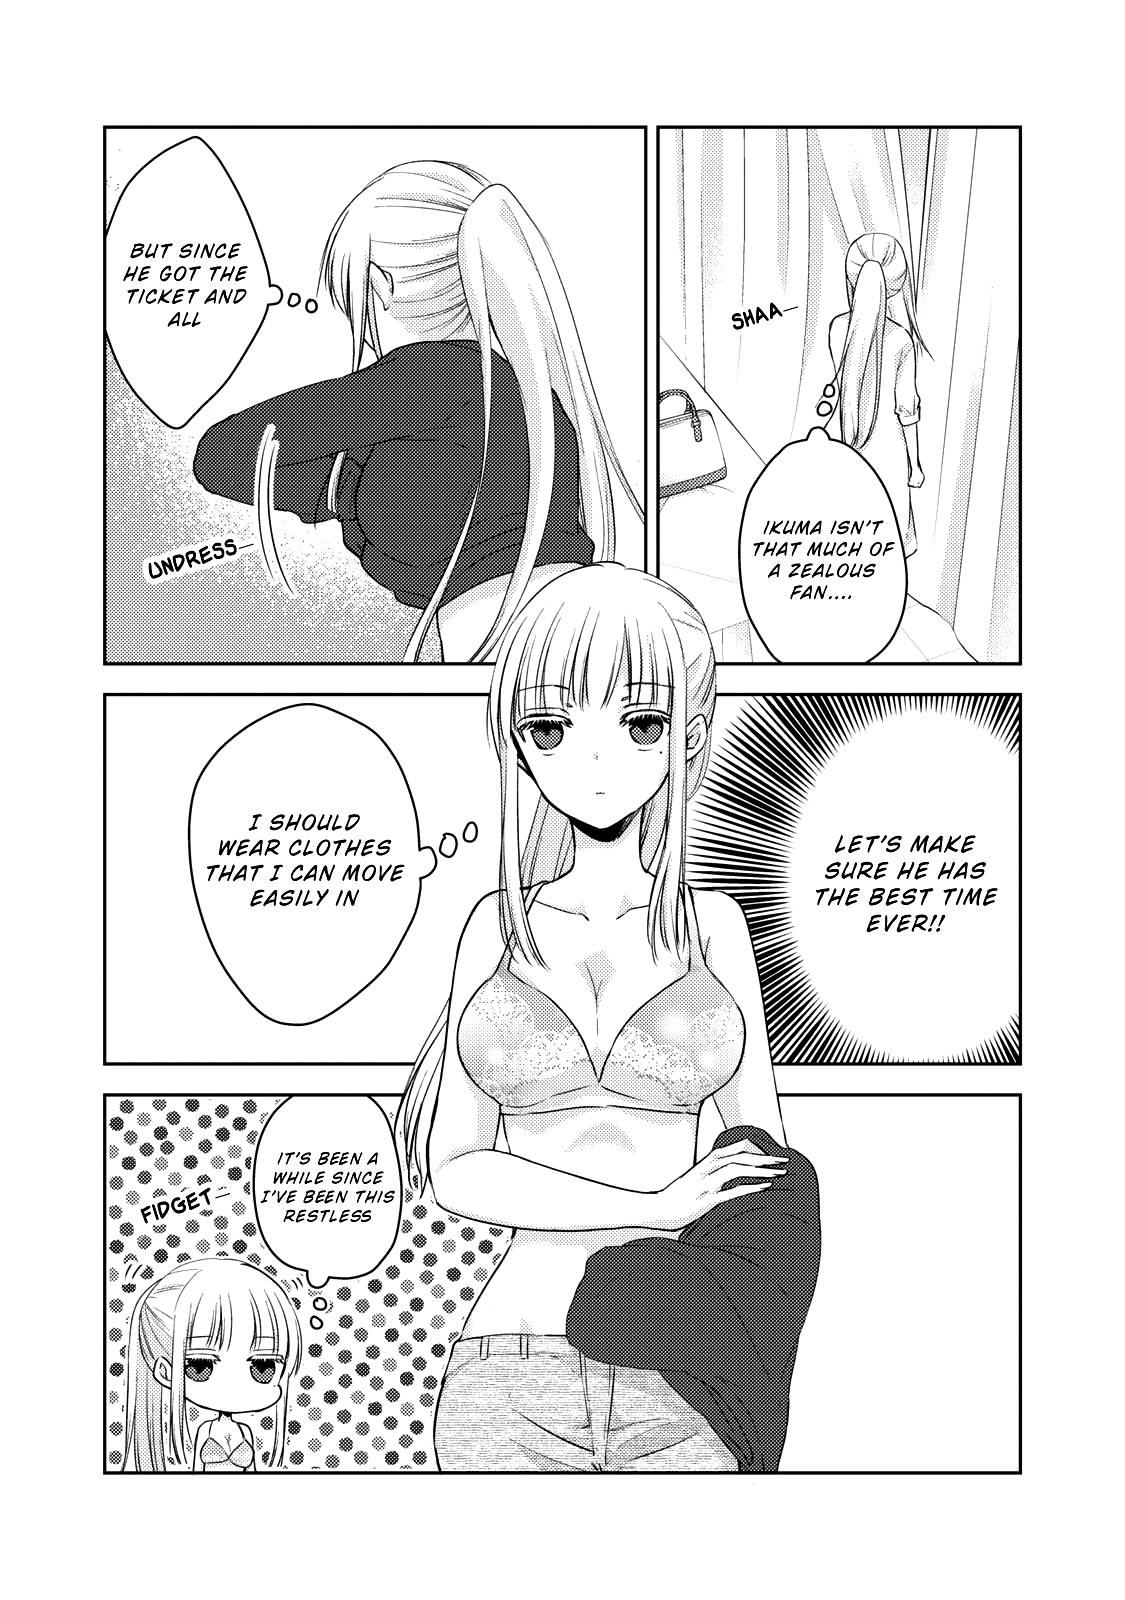 SHAA—
IKUMA ISN'T
THAT MUCH OF
A ZEALOUS
FAN....
BUT SINCE
HE GOT THE
TICKET AND
ALL
UNDRESS—
LET'S MAKE
SURE HE HAS
THE BEST TIME
EVER!!
I SHOULD
WEAR CLOTHES
THAT I CAN MOVE
EASILY IN
IT'S BEEN A
WHILE SINCE
I'VE BEEN THIS
RESTLESS
FIDGET—